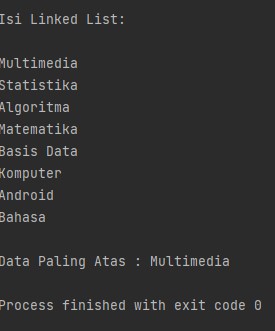 Isi Linked List:
Multimedia
Statistika
Algoritma
Matematika
Basis Data
Komputer
Android
Bahasa
Data Paling Atas : Multimedia
Process finished with exit code 0